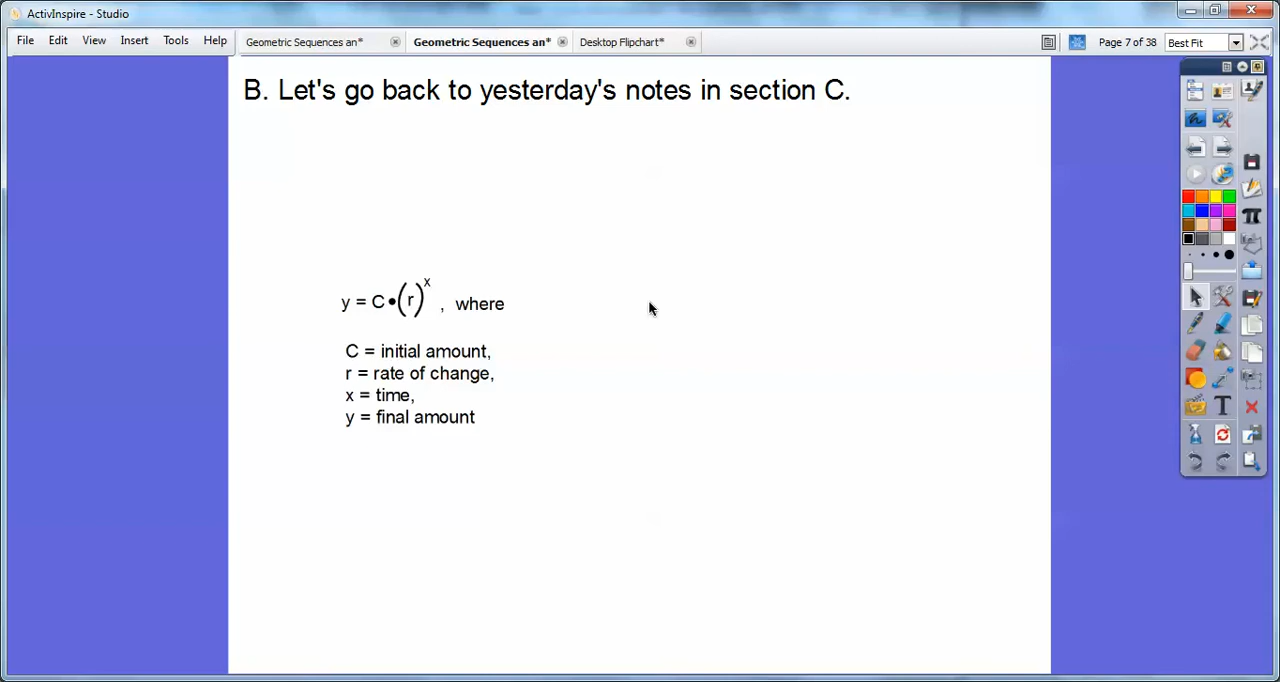 ActivInspire - Studio
File Edit View Insert Tools Help
Geometric Sequences an* Geometric Sequences an* Desktop Flipchart* Page 7 of 38 Best Fit
B. Let's go back to yesterday's notes in section C.
y = C•(r)^x , where
C = initial amount,
r = rate of change,
x = time,
y = final amount